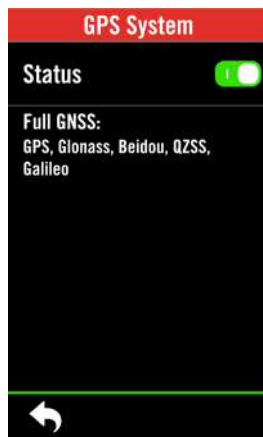 GPS System
Status
Full GNSS:
GPS, Glonass, Beidou, QZSS,
Galileo